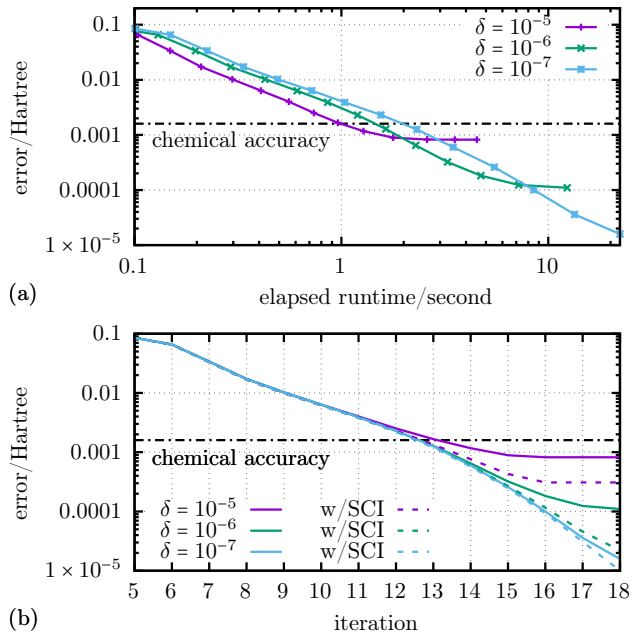 error/Hartree
0.1
0.01
0.001
0.0001
1 × 10⁻⁵
δ = 10⁻⁵
δ = 10⁻⁶
δ = 10⁻⁷
chemical accuracy
0.1 1 10
(a) elapsed runtime/second
error/Hartree
0.1
0.01
0.001
0.0001
1 × 10⁻⁵
chemical accuracy
δ = 10⁻⁵ w/SCI
δ = 10⁻⁶ w/SCI
δ = 10⁻⁷ w/SCI
5 6 7 8 9 10 11 12 13 14 15 16 17 18
(b) iteration